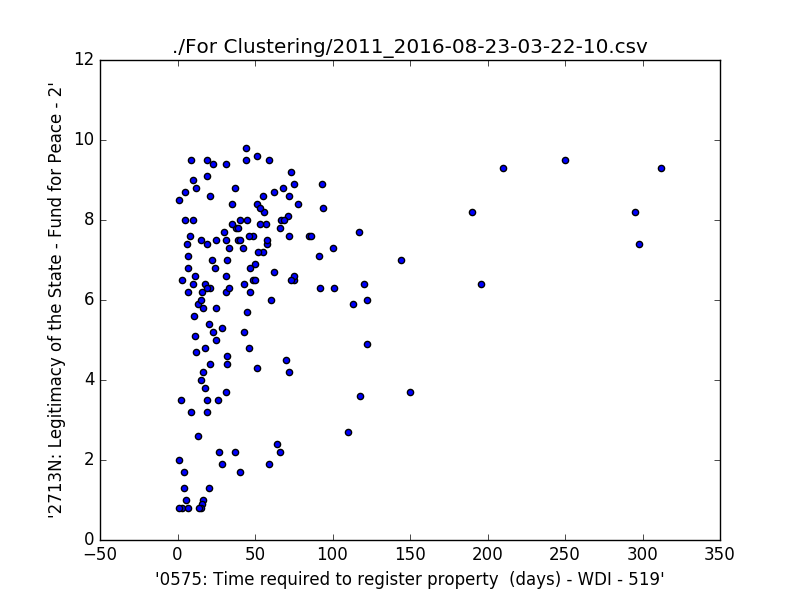 ./For Clustering/2011_2016-08-23-03-22-10.csv
12
10
8
6
4
2
0
'2713N: Legitimacy of the State - Fund for Peace - 2'
−50 0 50 100 150 200 250 300 350
'0575: Time required to register property  (days) - WDI - 519'